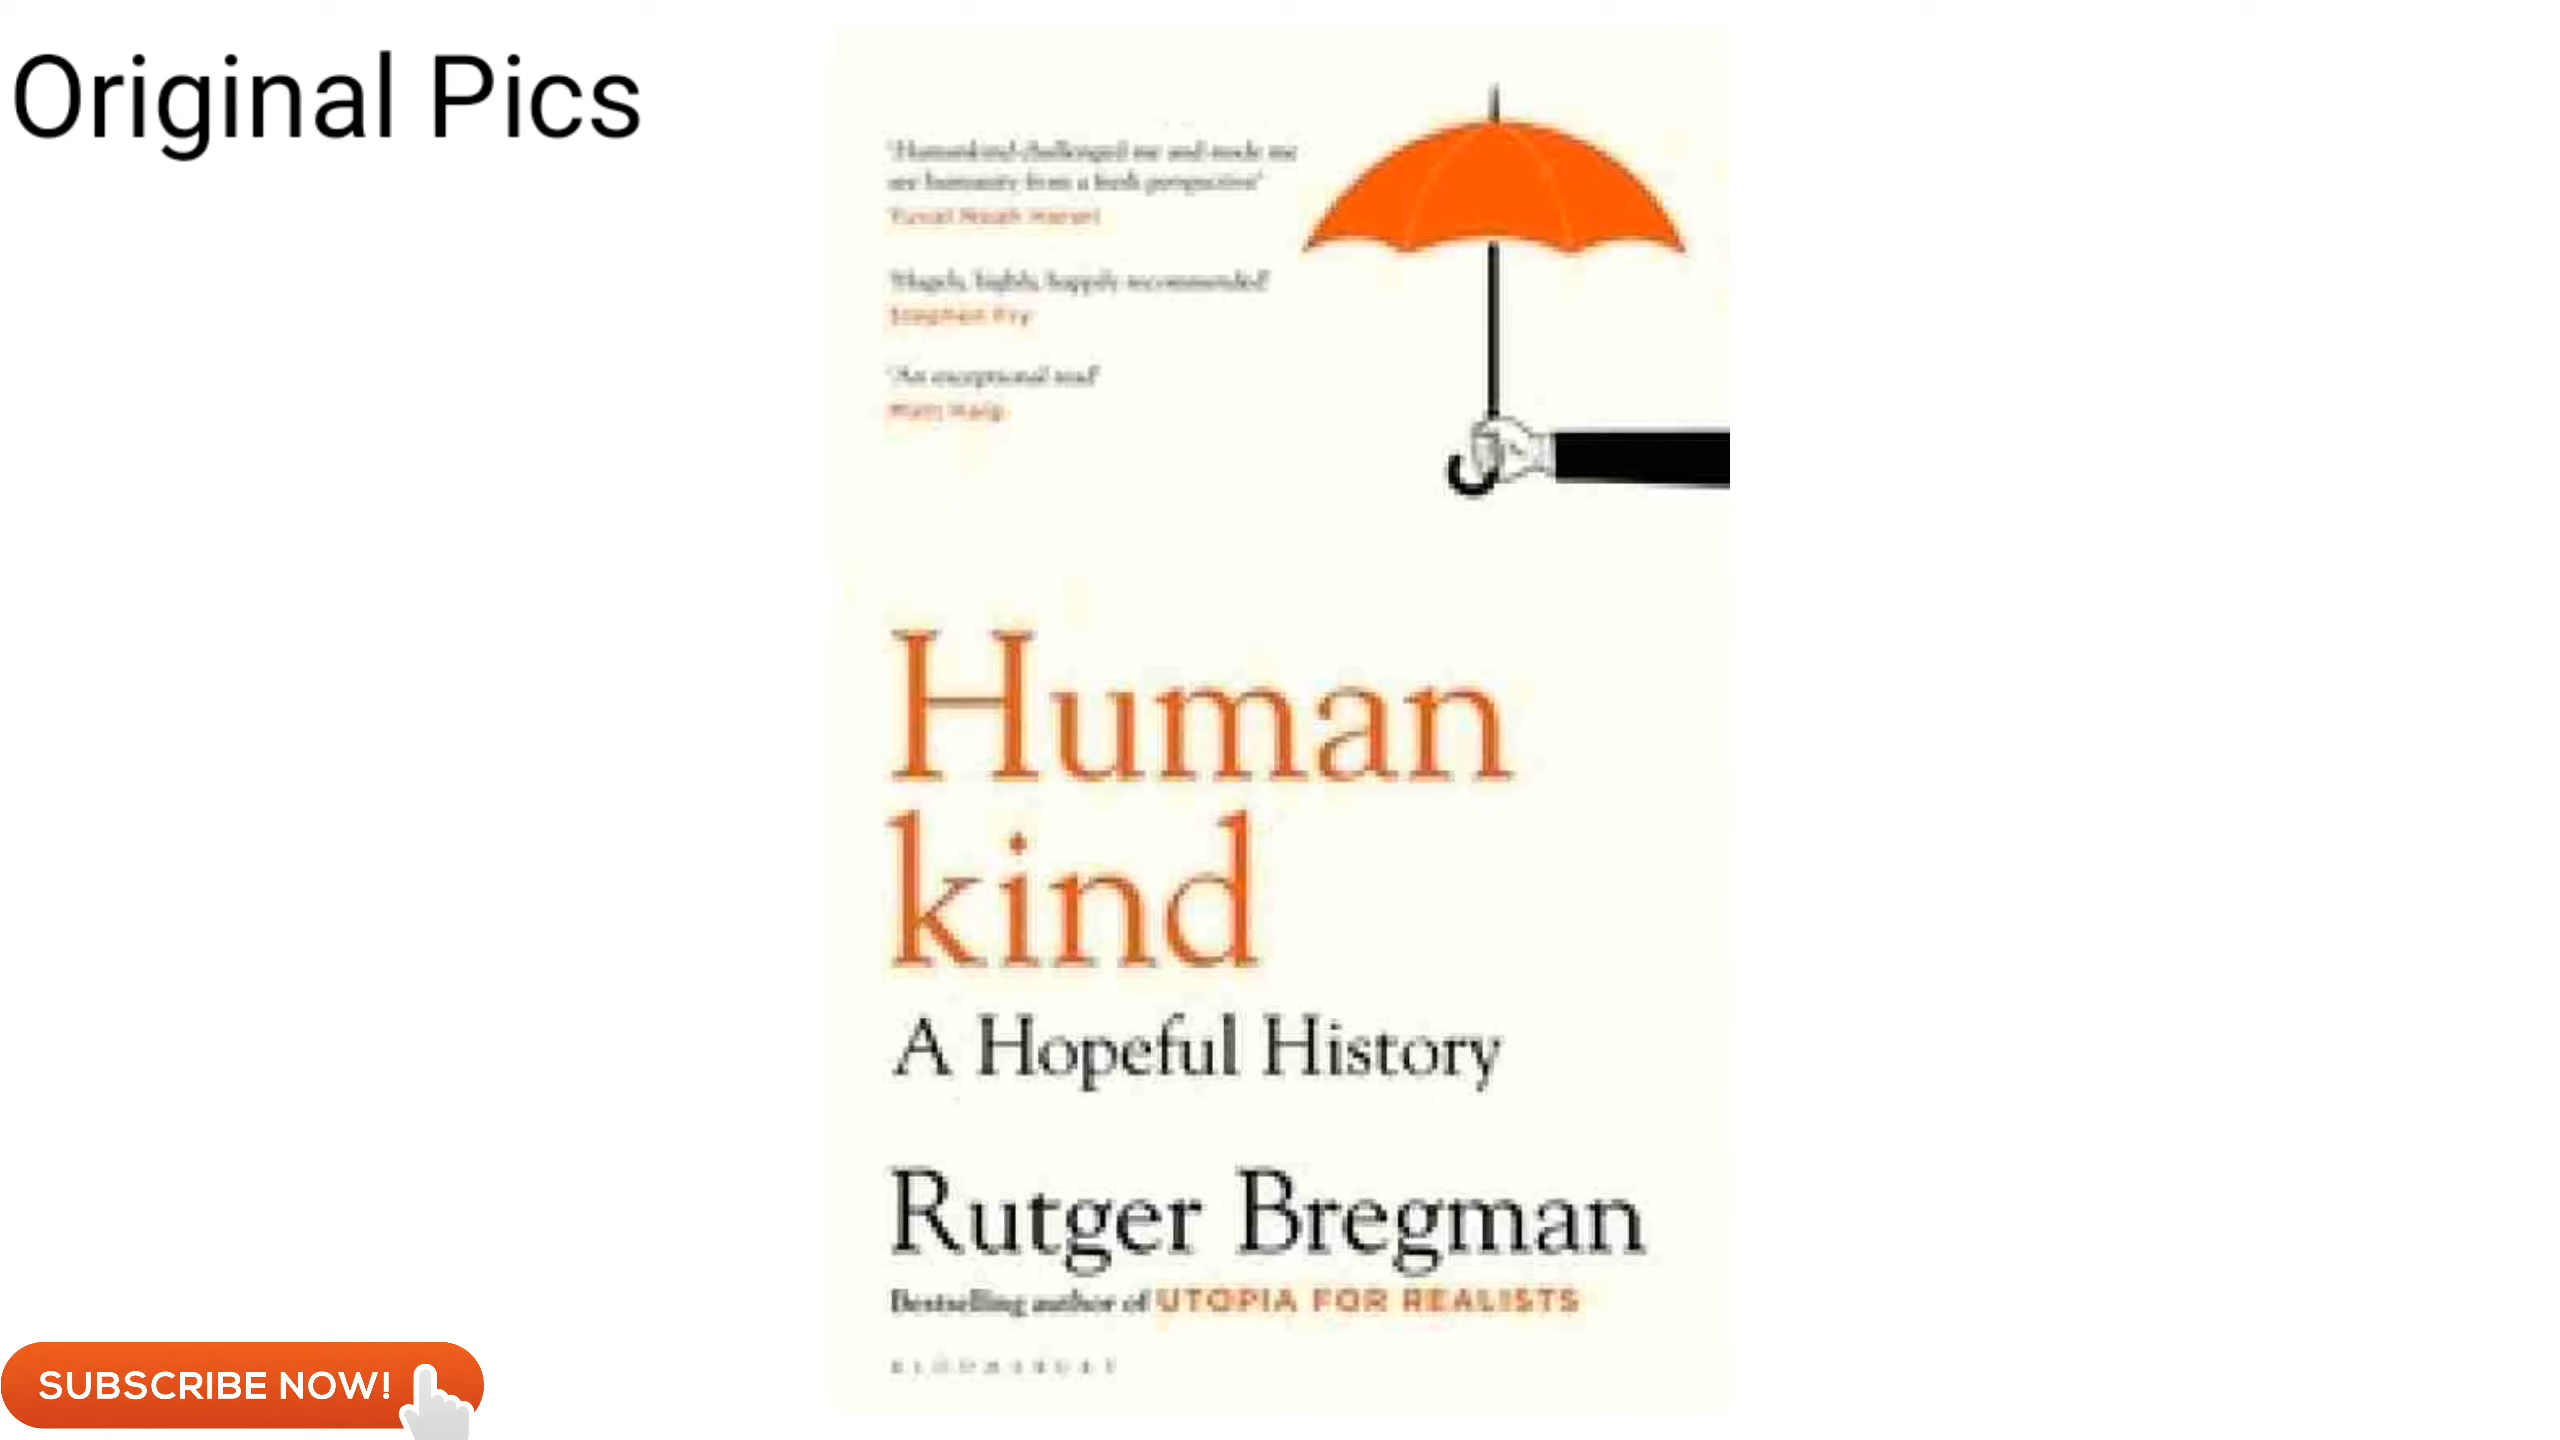 Original Pics
'Humankind challenged me and made me
see humanity from a fresh perspective'
Yuval Noah Harari
'Hugely, highly, happily recommended'
Stephen Fry
'An exceptional read'
Matt Haig
Human
kind
A Hopeful History
Rutger Bregman
Bestselling author of UTOPIA FOR REALISTS
BLOOMSBURY
SUBSCRIBE NOW!